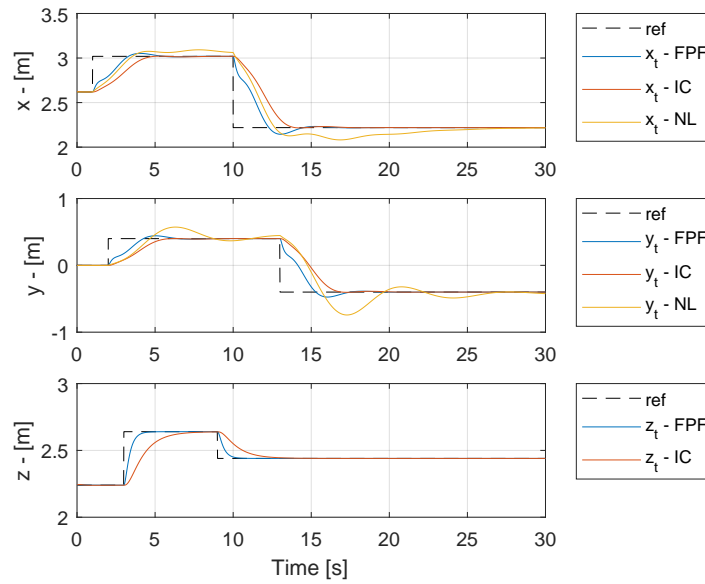 3.5
3
2.5
2
x - [m]
0 5 10 15 20 25 30
ref
x_t - FPF
x_t - IC
x_t - NL
1
0
-1
y - [m]
0 5 10 15 20 25 30
ref
y_t - FPF
y_t - IC
y_t - NL
3
2.5
2
z - [m]
0 5 10 15 20 25 30
Time [s]
ref
z_t - FPF
z_t - IC